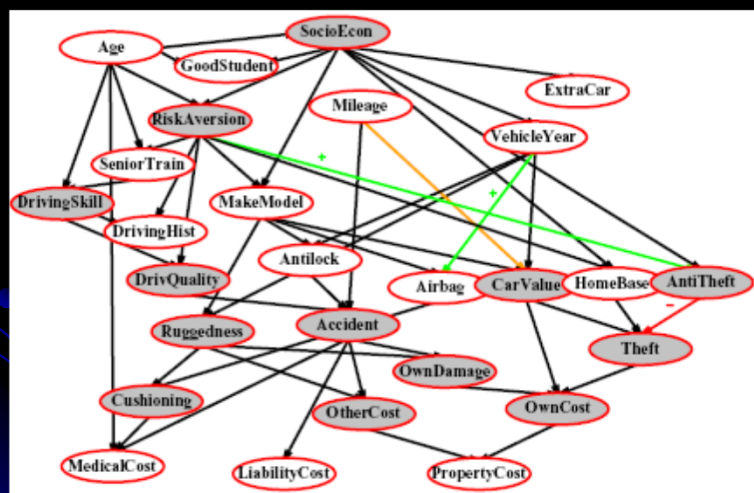 SocioEcon
Age
GoodStudent
ExtraCar
Mileage
RiskAversion
VehicleYear
+
SeniorTrain
+
DrivingSkill
MakeModel
DrivingHist
Antilock
DrivQuality
Airbag
CarValue
HomeBase
AntiTheft
-
Ruggedness
Accident
Theft
OwnDamage
Cushioning
OtherCost
OwnCost
MedicalCost
LiabilityCost
PropertyCost